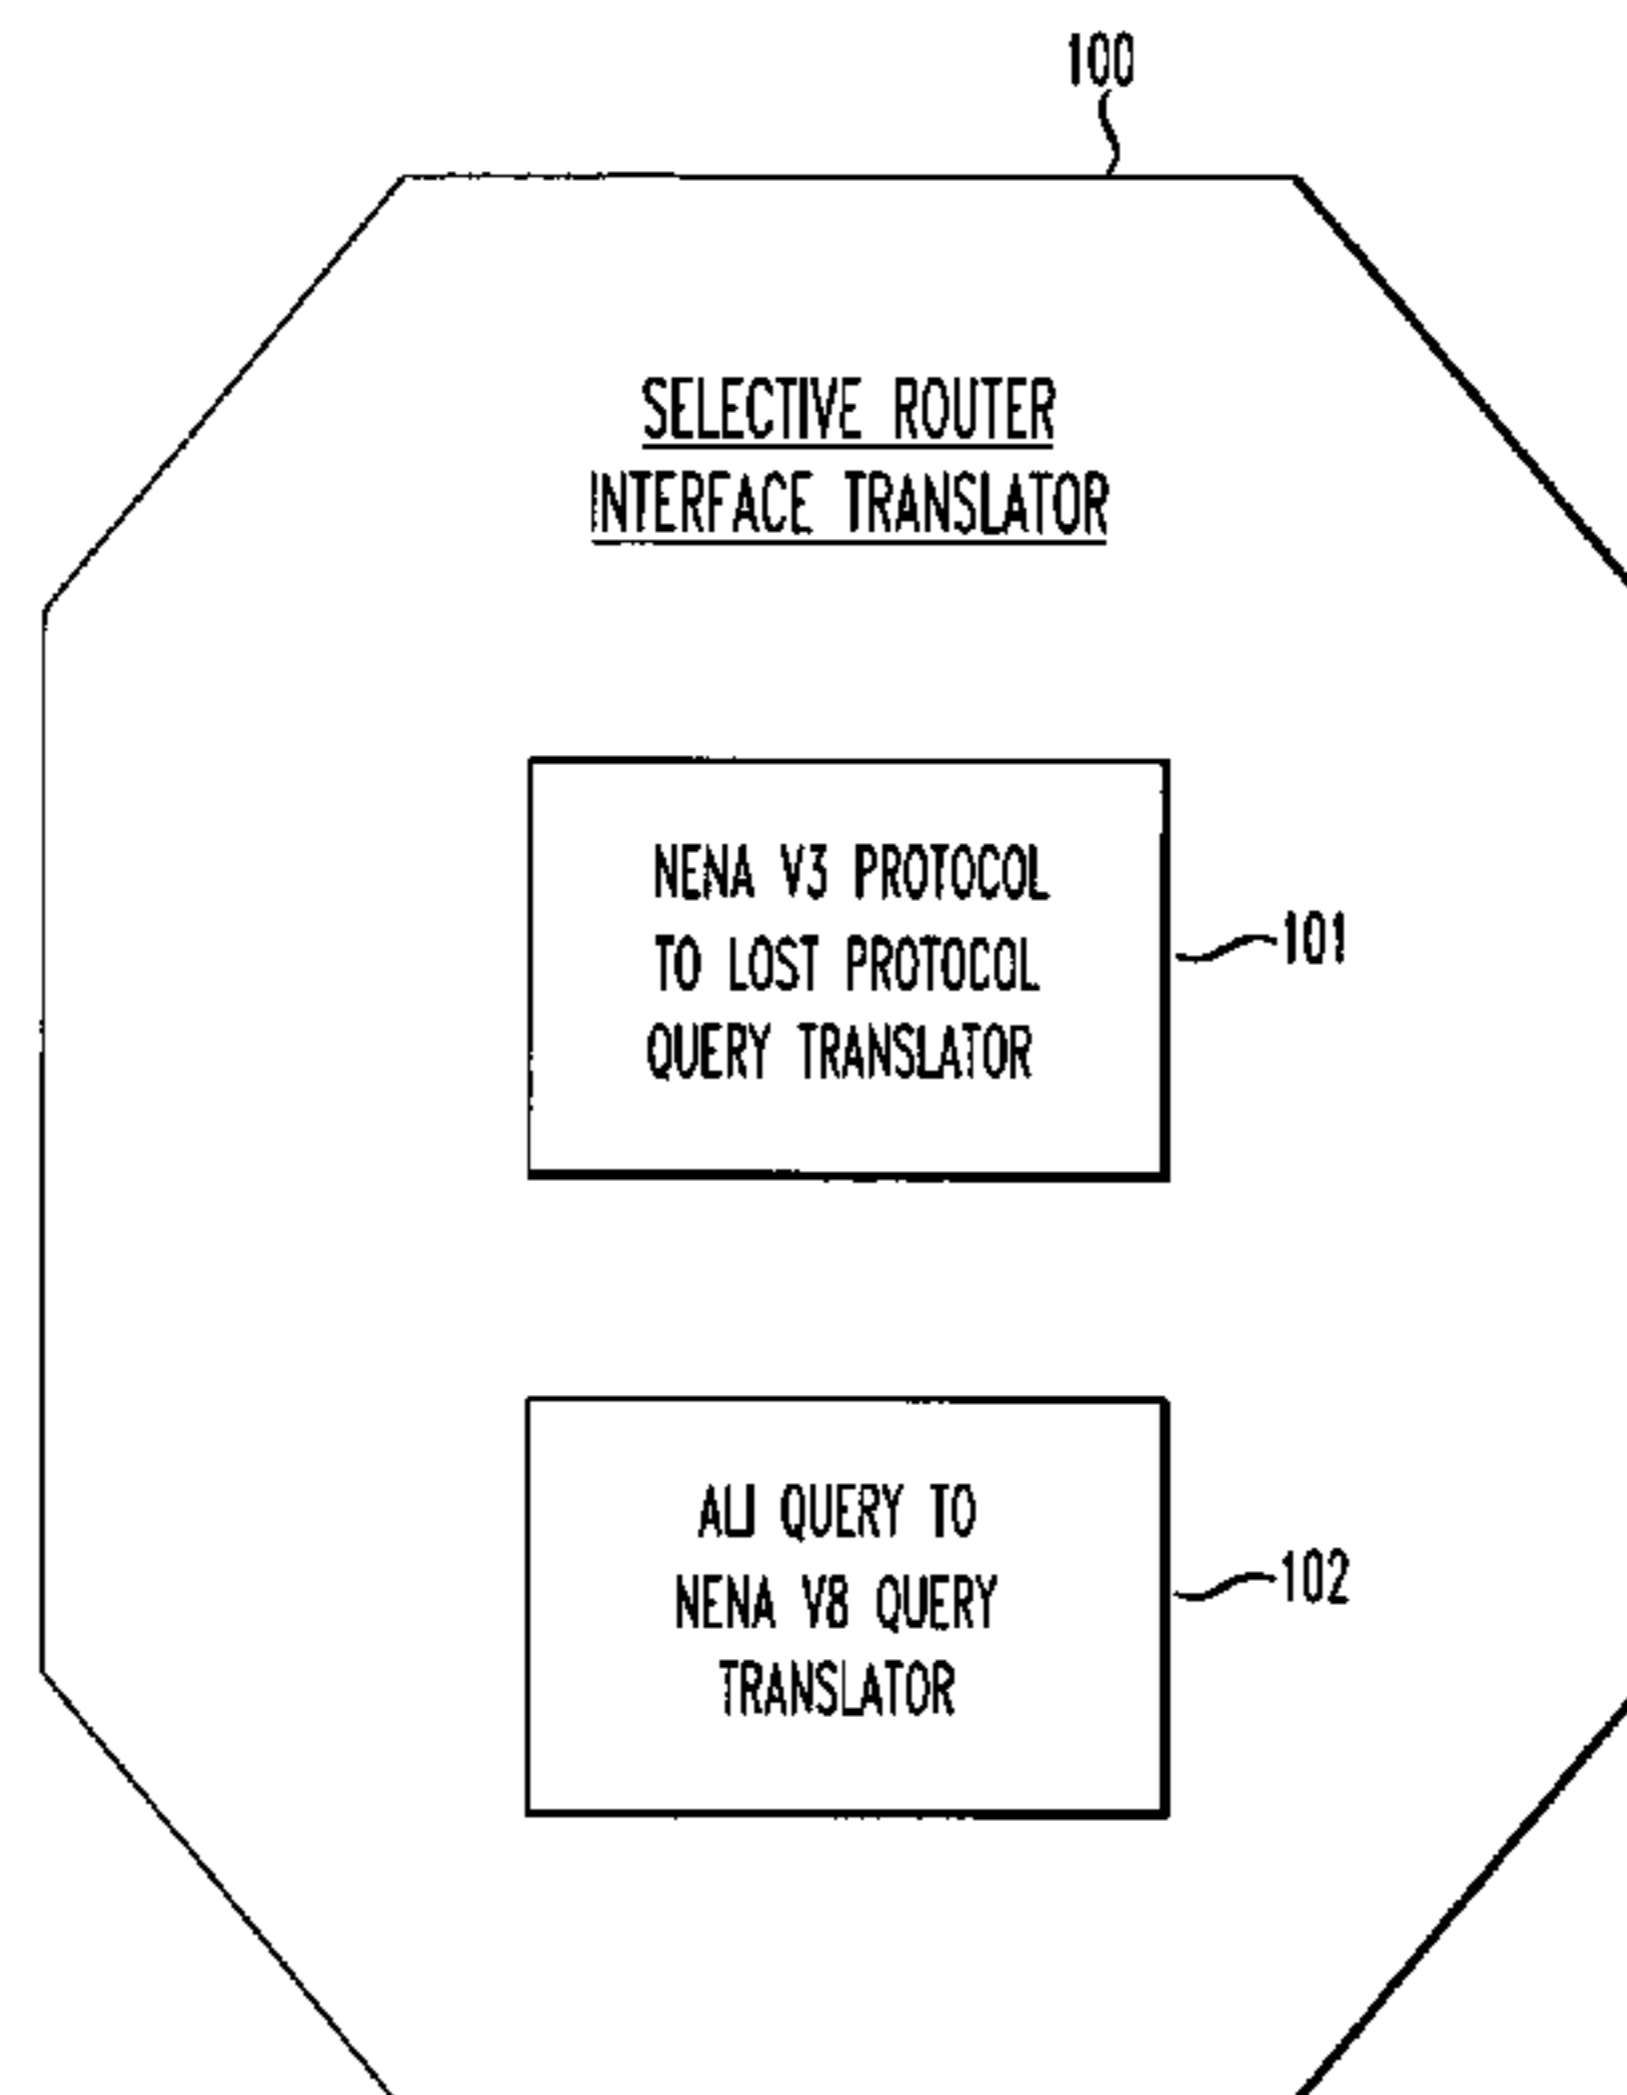 100
SELECTIVE ROUTER
INTERFACE TRANSLATOR
NENA V3 PROTOCOL
TO LOST PROTOCOL
QUERY TRANSLATOR
101
ALI QUERY TO
NENA V8 QUERY
TRANSLATOR
102